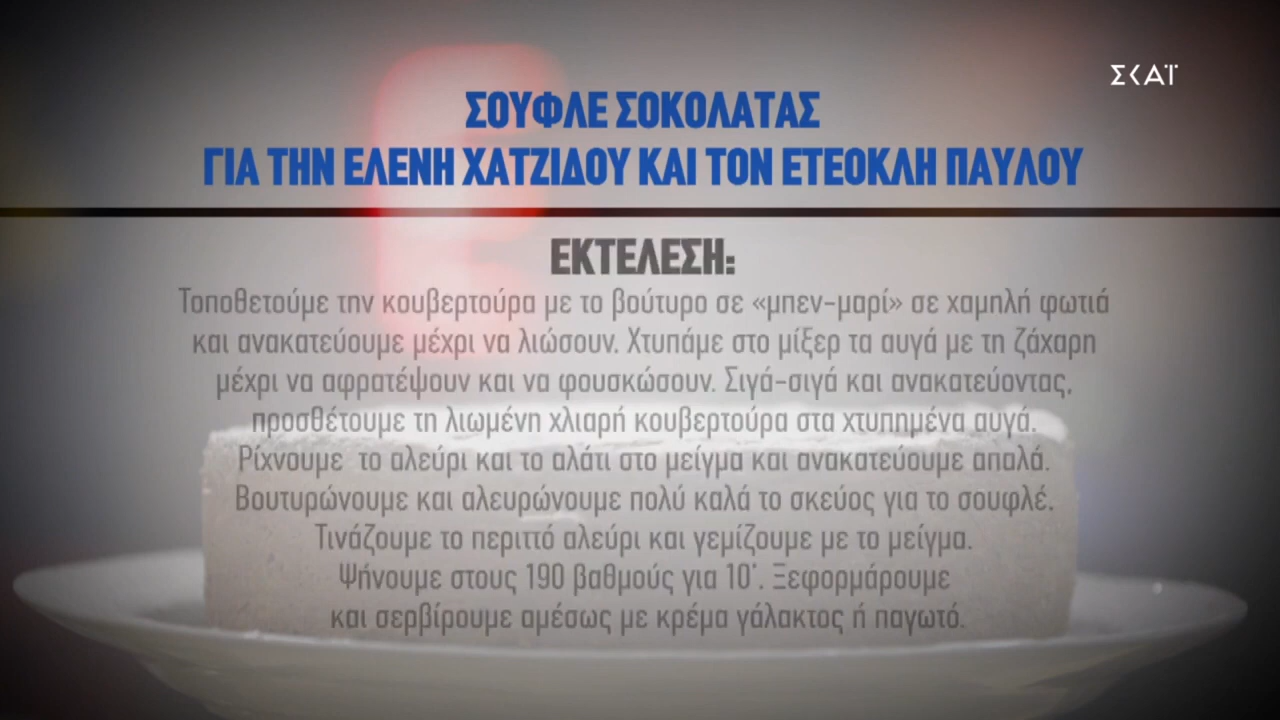 ΣΚΑΪ
ΣΟΥΦΛΕ ΣΟΚΟΛΑΤΑΣ
ΓΙΑ ΤΗΝ ΕΛΕΝΗ ΧΑΤΖΙΔΟΥ ΚΑΙ ΤΟΝ ΕΤΕΟΚΛΗ ΠΑΥΛΟΥ
ΕΚΤΕΛΕΣΗ:
Τοποθετούμε την κουβερτούρα με το βούτυρο σε «μπεν-μαρί» σε χαμηλή φωτιά
και ανακατεύουμε μέχρι να λιώσουν. Χτυπάμε στο μίξερ τα αυγά με τη ζάχαρη
μέχρι να αφρατέψουν και να φουσκώσουν. Σιγά-σιγά και ανακατεύοντας,
προσθέτουμε τη λιωμένη χλιαρή κουβερτούρα στα χτυπημένα αυγά.
Ρίχνουμε το αλεύρι και το αλάτι στο μείγμα και ανακατεύουμε απαλά.
Βουτυρώνουμε και αλευρώνουμε πολύ καλά το σκεύος για το σουφλέ.
Τινάζουμε το περιττό αλεύρι και γεμίζουμε με το μείγμα.
Ψήνουμε στους 190 βαθμούς για 10'. Ξεφορμάρουμε
και σερβίρουμε αμέσως με κρέμα γάλακτος ή παγωτό.